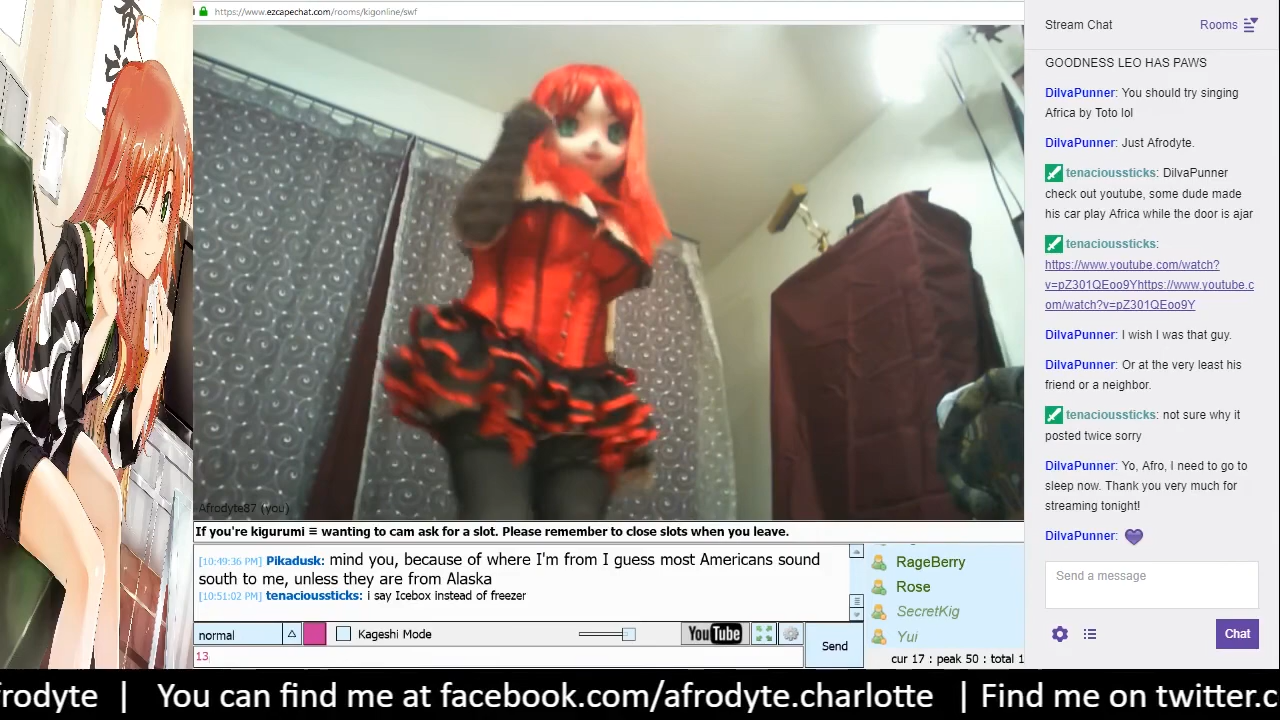 https://www.ezcapechat.com/rooms/kigonline/swf
Stream Chat
Rooms
GOODNESS LEO HAS PAWS
DilvaPunner: You should try singing
Africa by Toto lol
DilvaPunner: Just Afrodyte.
tenacioussticks: DilvaPunner
check out youtube, some dude made
his car play Africa while the door is ajar
tenacioussticks:
https://www.youtube.com/watch?
v=pZ301QEoo9Yhttps://www.youtube.c
om/watch?v=pZ301QEoo9Y
DilvaPunner: I wish I was that guy.
DilvaPunner: Or at the very least his
friend or a neighbor.
tenacioussticks: not sure why it
posted twice sorry
DilvaPunner: Yo, Afro, I need to go to
sleep now. Thank you very much for
streaming tonight!
DilvaPunner:
Send a message
Chat
Afrodyte87 (you)
If you're kigurumi ≡ wanting to cam ask for a slot. Please remember to close slots when you leave.
[10:49:36 PM] Pikadusk: mind you, because of where I'm from I guess most Americans sound
south to me, unless they are from Alaska
[10:51:02 PM] tenacioussticks: i say Icebox instead of freezer
RageBerry
Rose
SecretKig
Yui
normal
Kageshi Mode
YouTube
Send
13
cur 17 : peak 50 : total 1
frodyte | You can find me at facebook.com/afrodyte.charlotte | Find me on twitter.c